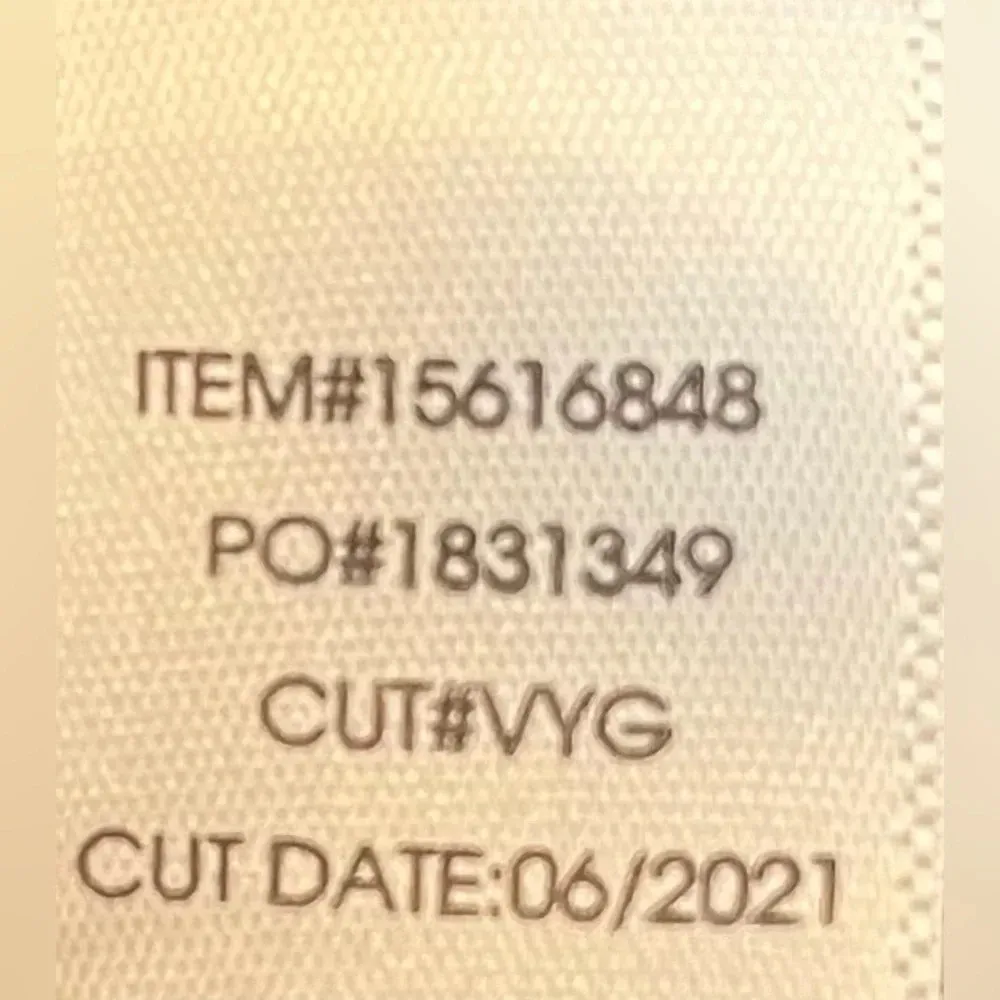 ITEM#15616848
PO#1831349
CUT#VYG
CUT DATE:06/2021